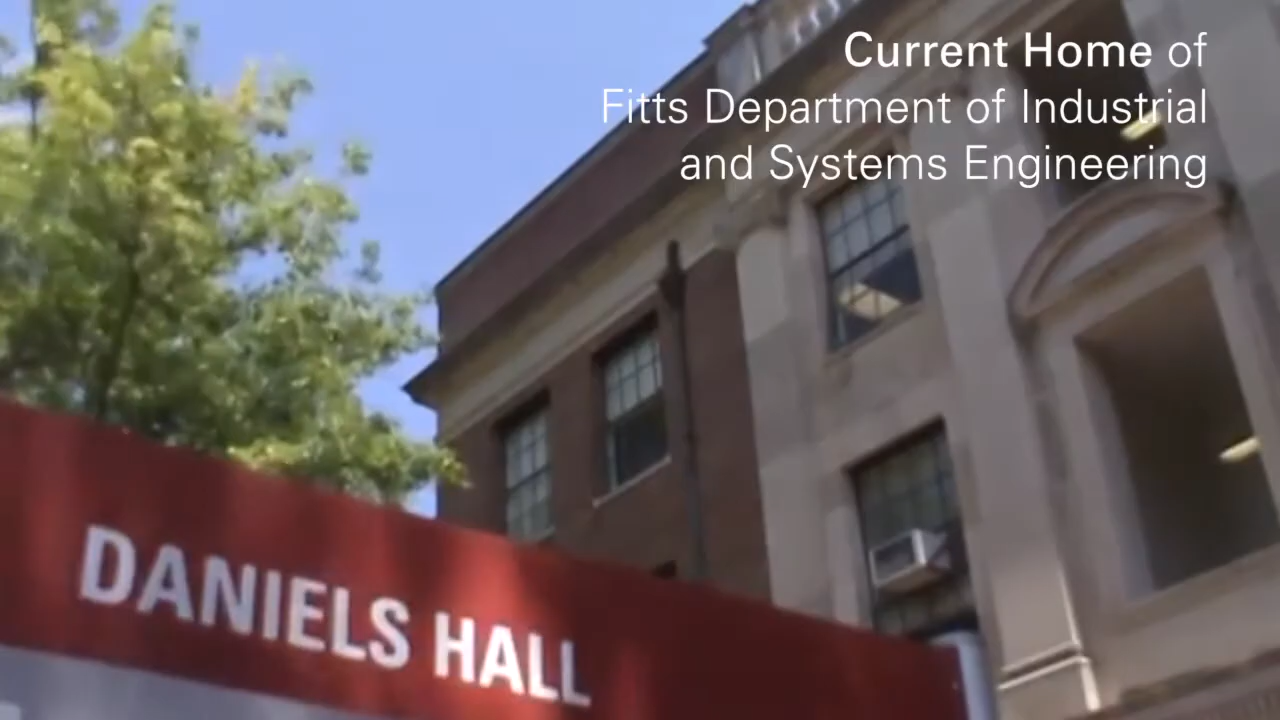 Current Home of
Fitts Department of Industrial
and Systems Engineering
DANIELS HALL